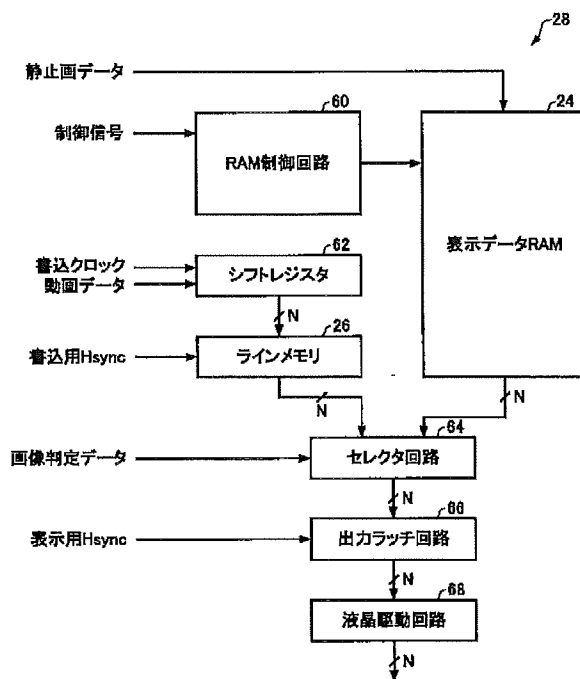 28
静止画データ
60
24
制御信号
RAM制御回路
表示データRAM
62
書込クロック
動画データ
シフトレジスタ
N
26
書込用Hsync
ラインメモリ
N
N
64
画像判定データ
セレクタ回路
N
66
表示用Hsync
出力ラッチ回路
N
68
液晶駆動回路
N